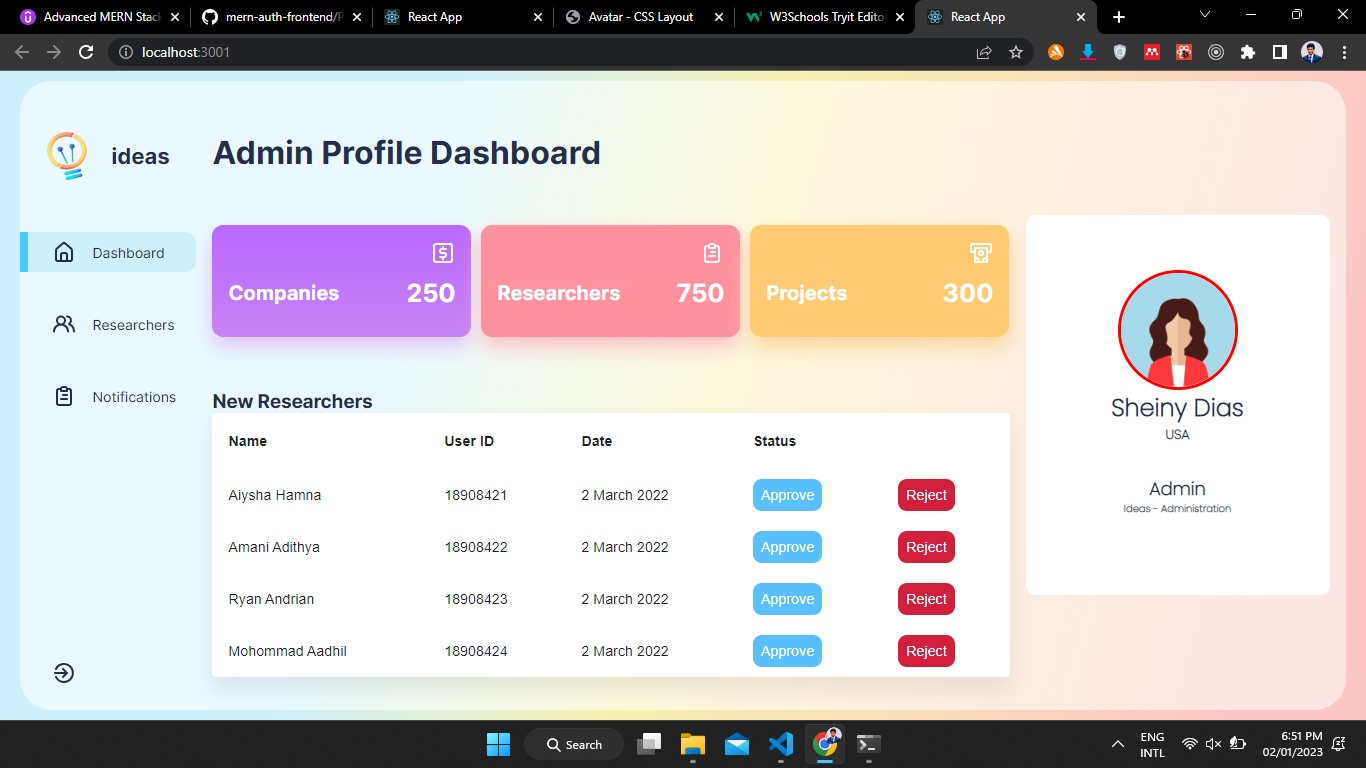 Advanced MERN Stack
mern-auth-frontend/P
React App
Avatar - CSS Layout
W3Schools Tryit Editor
React App
localhost:3001
ideas
Admin Profile Dashboard
Dashboard
Researchers
Notifications
Companies 250
Researchers 750
Projects 300
New Researchers
Name User ID Date Status
Aiysha Hamna 18908421 2 March 2022 Approve Reject
Amani Adithya 18908422 2 March 2022 Approve Reject
Ryan Andrian 18908423 2 March 2022 Approve Reject
Mohommad Aadhil 18908424 2 March 2022 Approve Reject
Sheiny Dias
USA
Admin
Ideas - Administration
Search
ENG
INTL
6:51 PM
02/01/2023